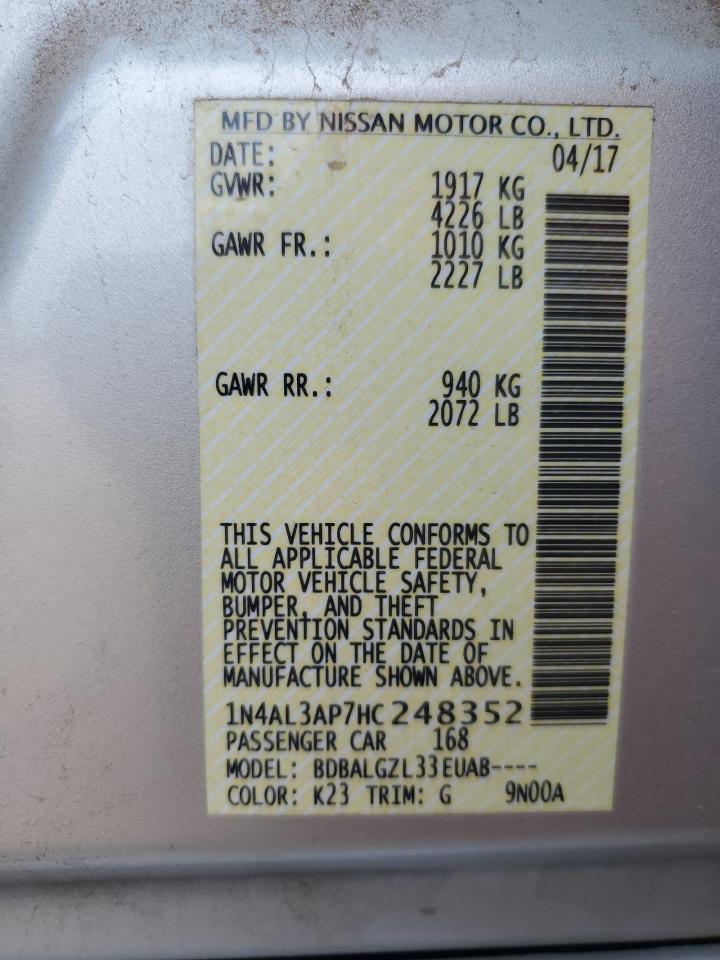 MFD BY NISSAN MOTOR CO., LTD.
DATE: 04/17
GVWR: 1917 KG
4226 LB
GAWR FR.: 1010 KG
2227 LB
GAWR RR.: 940 KG
2072 LB
THIS VEHICLE CONFORMS TO
ALL APPLICABLE FEDERAL
MOTOR VEHICLE SAFETY,
BUMPER, AND THEFT
PREVENTION STANDARDS IN
EFFECT ON THE DATE OF
MANUFACTURE SHOWN ABOVE.
1N4AL3AP7HC248352
PASSENGER CAR 168
MODEL: BDBALGZL33EUAB----
COLOR: K23 TRIM: G 9N00A